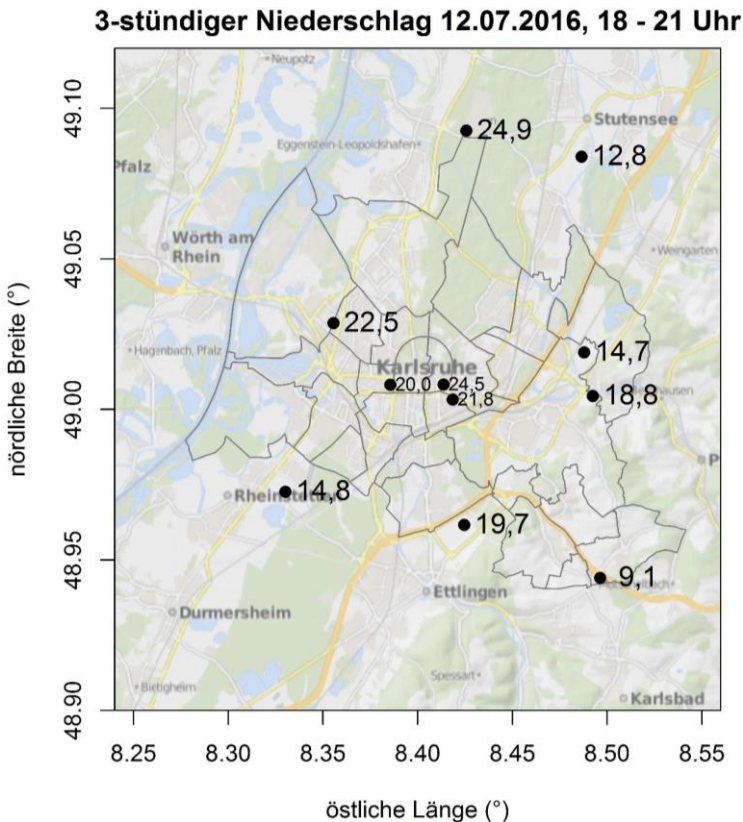 3-stündiger Niederschlag 12.07.2016, 18 - 21 Uhr
Neupotz
24,9
Stutensee
Eggenstein-Leopoldshafen
12,8
Pfalz
49.10
Wörth am
Rhein
Weingarten
49.05
22,5
14,7
Hagenbach, Pfalz
Karlsruhe
20,0 24,5
21,8
18,8
49.00
nördliche Breite (°)
14,8
19,7
48.95
9,1
Ettlingen
Durmersheim
Spessart
Bietigheim
Karlsbad
48.90
8.25 8.30 8.35 8.40 8.45 8.50 8.55
östliche Länge (°)